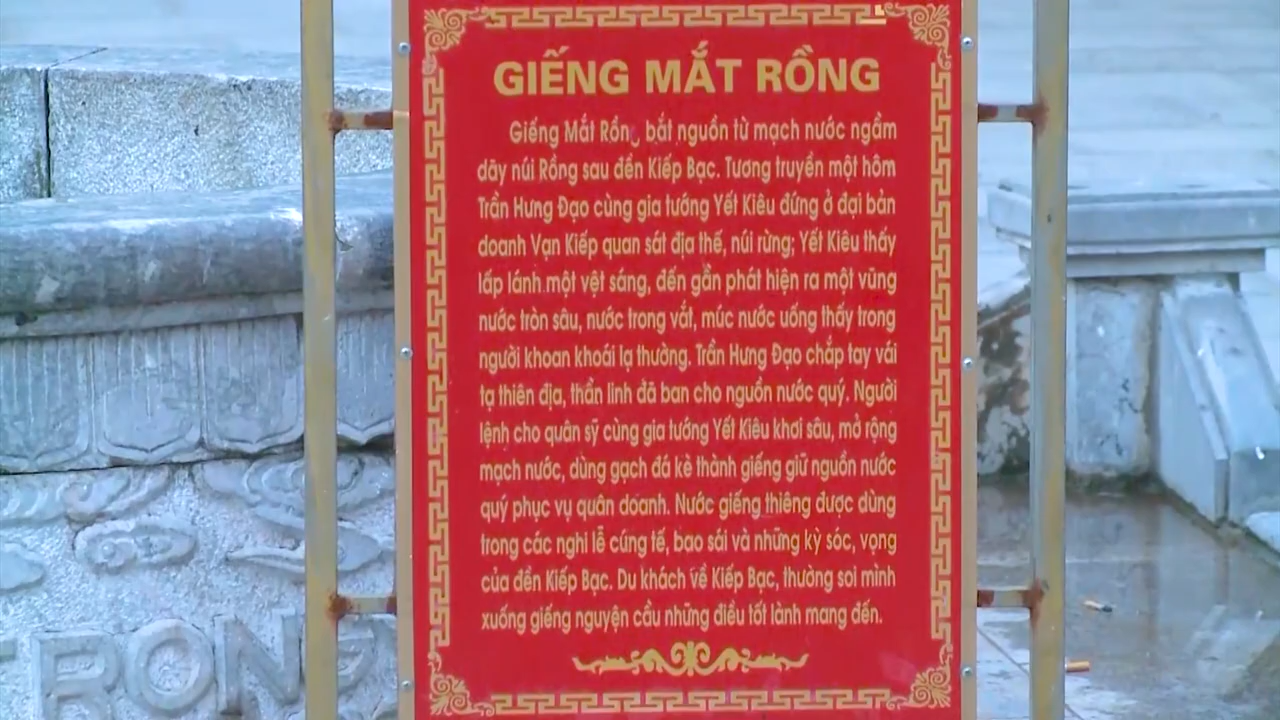 GIẾNG MẮT RỒNG
Giếng Mắt Rồng bắt nguồn từ mạch nước ngầm
dãy núi Rồng sau đền Kiếp Bạc. Tương truyền một hôm
Trần Hưng Đạo cùng gia tướng Yết Kiêu đứng ở đại bản
doanh Vạn Kiếp quan sát địa thế, núi rừng; Yết Kiêu thấy
lấp lánh một vệt sáng, đến gần phát hiện ra một vũng
nước tròn sâu, nước trong vắt, múc nước uống thấy trong
người khoan khoái lạ thường. Trần Hưng Đạo chắp tay vái
tạ thiên địa, thần linh đã ban cho nguồn nước quý. Người
lệnh cho quân sỹ cùng gia tướng Yết Kiêu khơi sâu, mở rộng
mạch nước, dùng gạch đá kè thành giếng giữ nguồn nước
quý phục vụ quân doanh. Nước giếng thiêng được dùng
trong các nghi lễ cúng tế, bao sái và những kỳ sóc, vọng
của đền Kiếp Bạc. Du khách về Kiếp Bạc, thường soi mình
xuống giếng nguyện cầu những điều tốt lành mang đến.
RONG